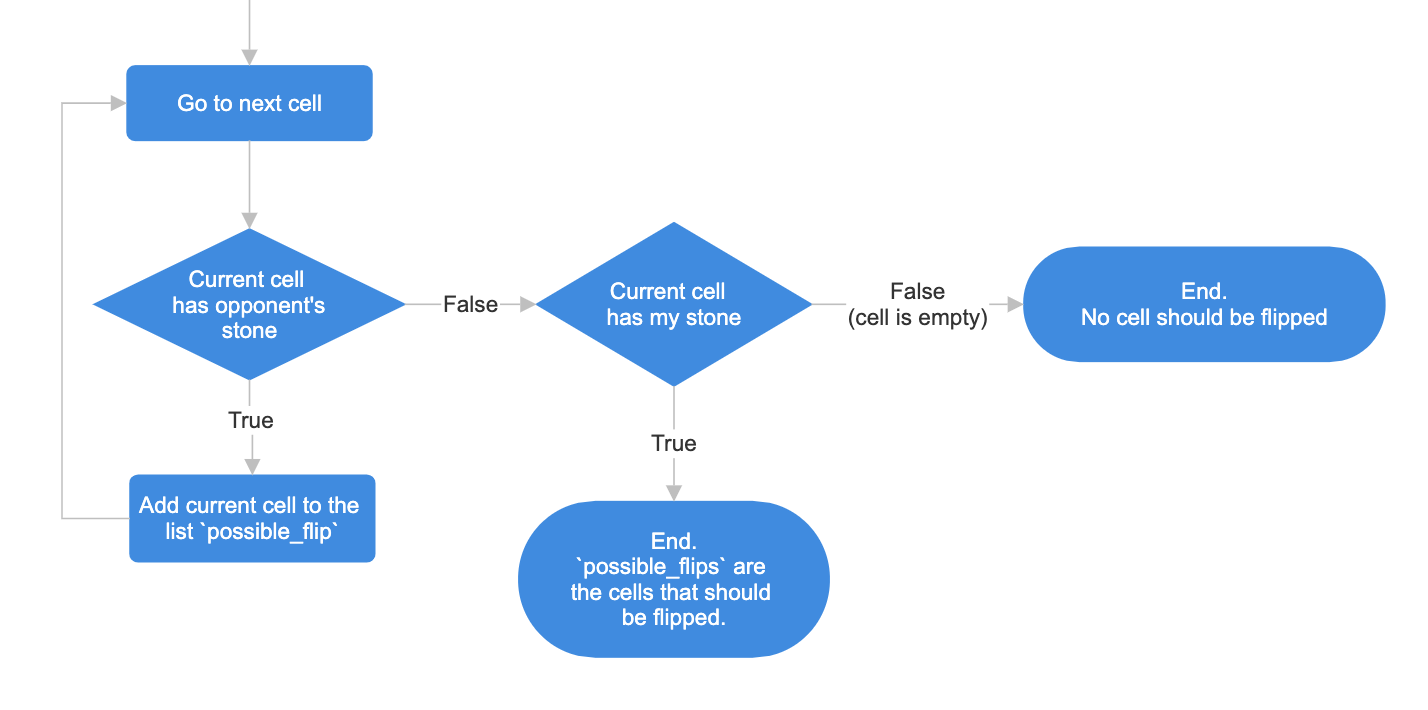 Go to next cell
Current cell
has opponent's
stone
False
Current cell
has my stone
False
(cell is empty)
End.
No cell should be flipped
True
Add current cell to the
list `possible_flip`
True
End.
`possible_flips` are
the cells that should
be flipped.